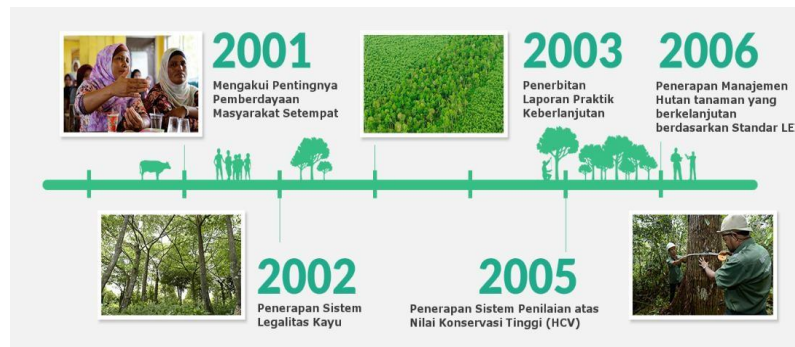 2001
Mengakui Pentingnya
Pemberdayaan
Masyarakat Setempat
2003
Penerbitan
Laporan Praktik
Keberlanjutan
2006
Penerapan Manajemen
Hutan tanaman yang
berkelanjutan
berdasarkan Standar LE
2002
Penerapan Sistem
Legalitas Kayu
2005
Penerapan Sistem Penilaian atas
Nilai Konservasi Tinggi (HCV)